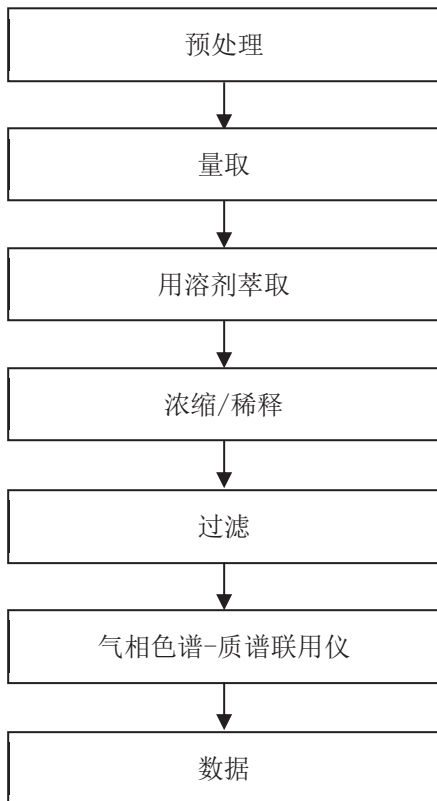 预处理
量取
用溶剂萃取
浓缩/稀释
过滤
气相色谱-质谱联用仪
数据